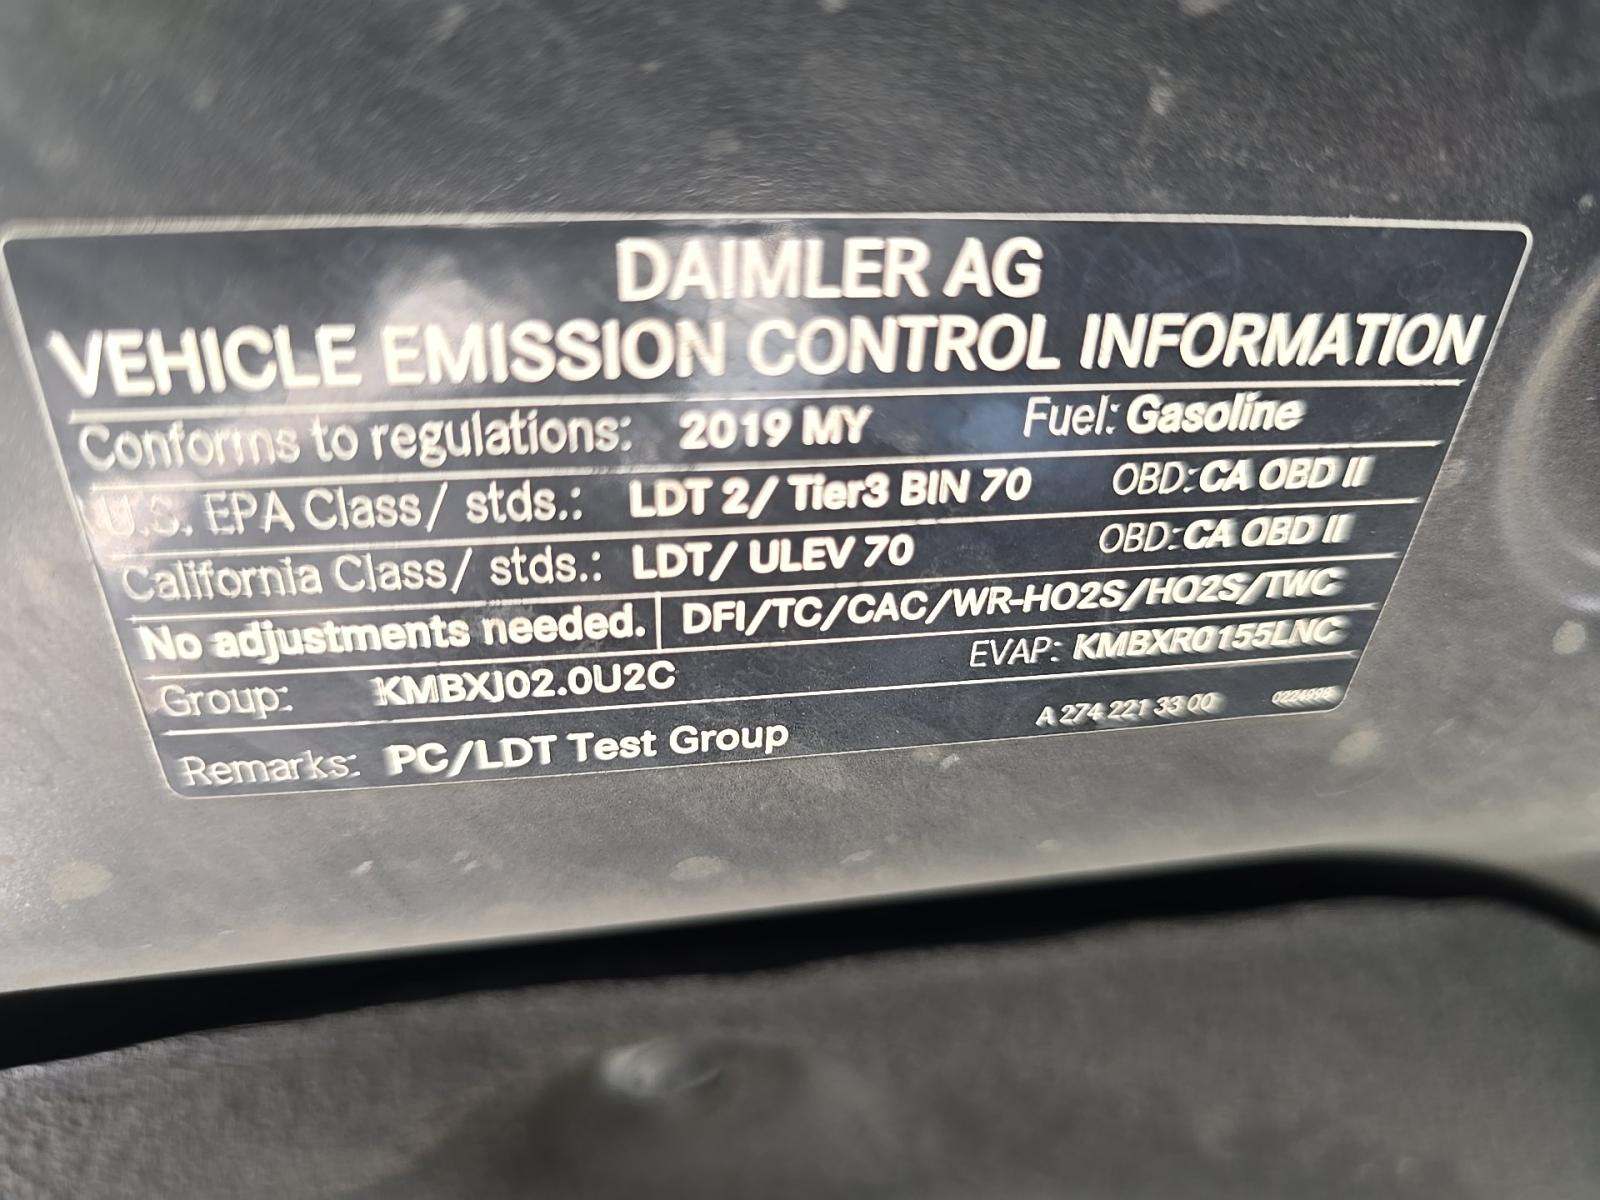 DAIMLER AG
VEHICLE EMISSION CONTROL INFORMATION
Conforms to regulations: 2019 MY Fuel: Gasoline
U.S. EPA Class/ stds.: LDT 2/ Tier3 BIN 70 OBD: CA OBD II
California Class/ stds.: LDT/ ULEV 70 OBD: CA OBD II
No adjustments needed. DFI/TC/CAC/WR-HO2S/HO2S/TWC
Group: KMBXJ02.0U2C EVAP: KMBXR0155LNC
Remarks: PC/LDT Test Group A 274 221 33 00